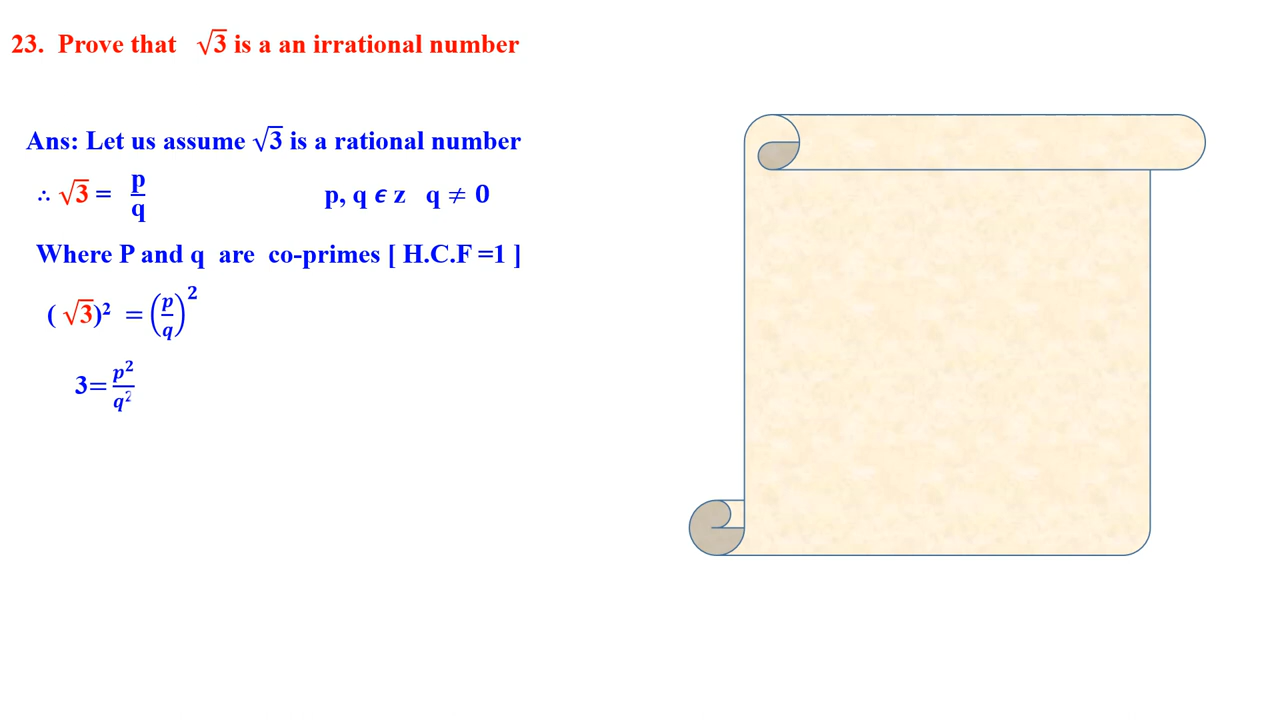 23. Prove that √3 is a an irrational number
Ans: Let us assume √3 is a rational number
∴ √3 = p/q p, q ϵ z q ≠ 0
Where P and q are co-primes [ H.C.F =1 ]
( √3)² = (p/q)²
3= p²/q²